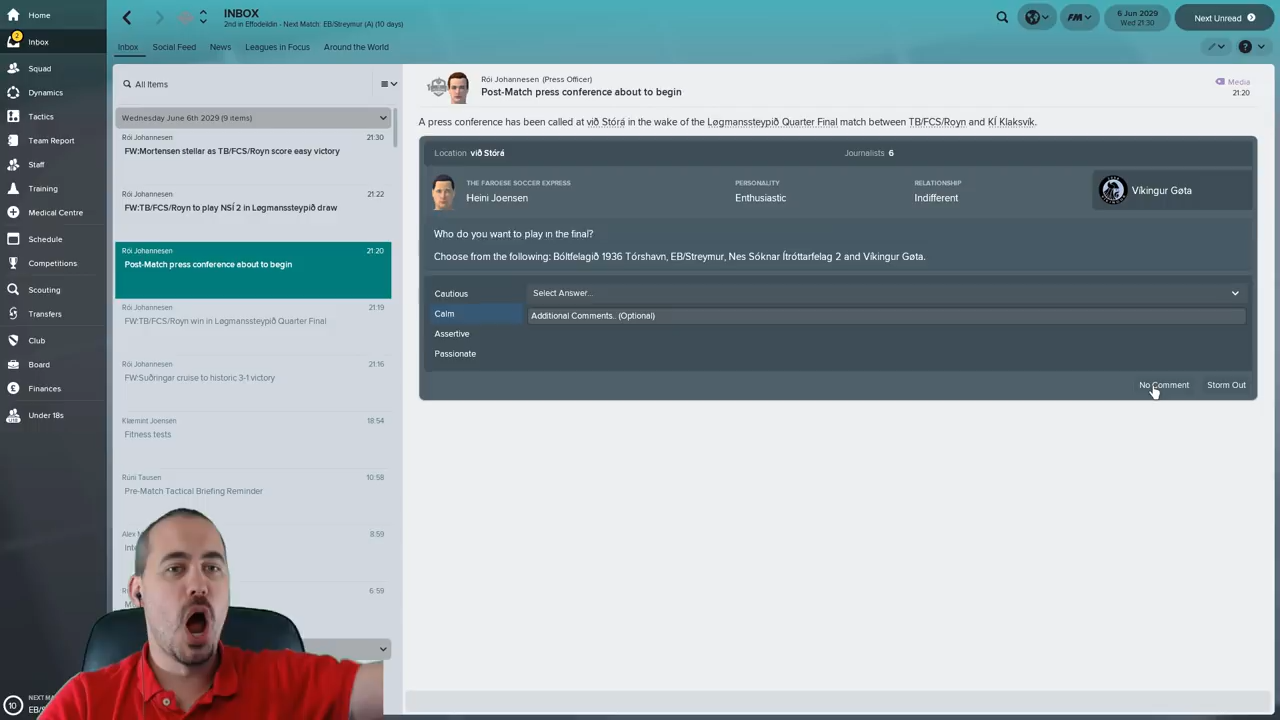 Home
Inbox
2
Squad
Dynamics
Tactics
Team Report
Staff
Training
Medical Centre
Schedule
Competitions
Scouting
Transfers
Club
Board
Finances
Under 18s
10
NEXT MA
EB/S
INBOX
2nd in Effodeildin - Next Match: EB/Streymur (A) (10 days)
FM
6 Jun 2029
Wed 21:30
Next Unread
Inbox
Social Feed
News
Leagues in Focus
Around the World
?
All Items
Wednesday June 6th 2029 (9 items)
Rói Johannesen 21:30
FW:Mortensen stellar as TB/FCS/Royn score easy victory
Rói Johannesen 21:22
FW:TB/FCS/Royn to play NSÍ 2 in Løgmanssteypið draw
Rói Johannesen 21:20
Post-Match press conference about to begin
Rói Johannesen 21:19
FW:TB/FCS/Royn win in Løgmanssteypið Quarter Final
Rói Johannesen 21:16
FW:Suðringar cruise to historic 3-1 victory
Klæmint Joensen 18:54
Fitness tests
Rúni Tausen 10:58
Pre-Match Tactical Briefing Reminder
Alex 8:59
6:59
Rói Johannesen (Press Officer)
Post-Match press conference about to begin
Media
21:20
A press conference has been called at við Stórá in the wake of the Løgmanssteypið Quarter Final match between TB/FCS/Royn and KÍ Klaksvík.
Location við Stórá
Journalists 6
THE FAROESE SOCCER EXPRESS
Heini Joensen
PERSONALITY
Enthusiastic
RELATIONSHIP
Indifferent
Víkingur Gøta
Who do you want to play in the final?
Choose from the following: Bóltfelagið 1936 Tórshavn, EB/Streymur, Nes Sóknar Ítróttarfelag 2 and Víkingur Gøta.
Cautious
Calm
Assertive
Passionate
Select Answer...
Additional Comments.. (Optional)
No Comment
Storm Out